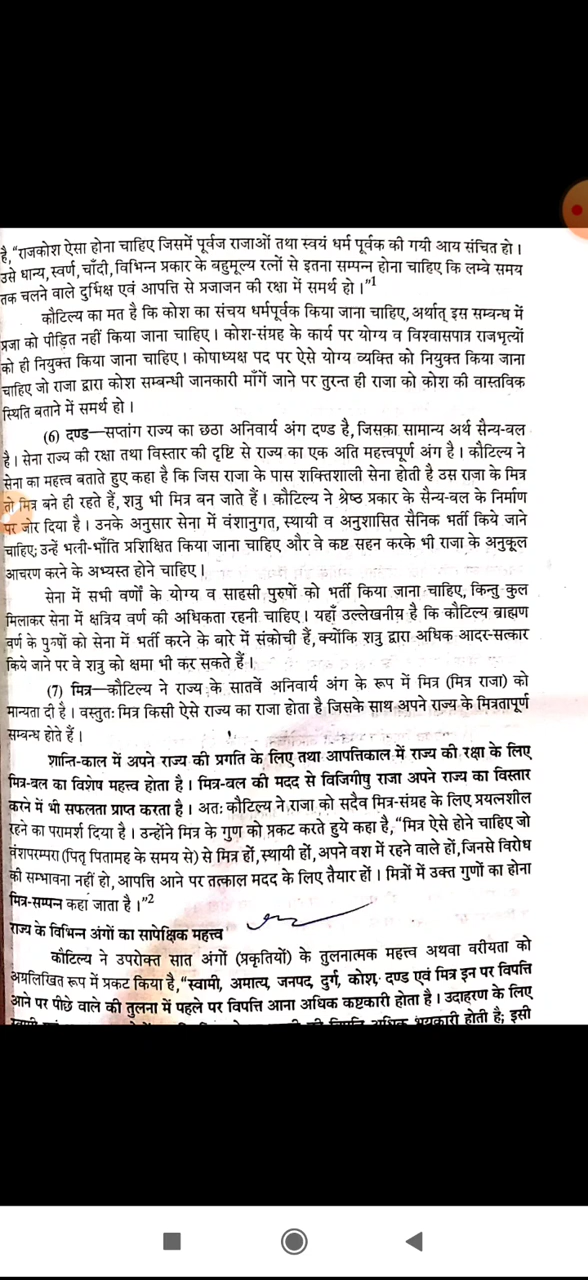 है, “राजकोश ऐसा होना चाहिए जिसमें पूर्वज राजाओं तथा स्वयं धर्म पूर्वक की गयी आय संचित हो।
उसे धान्य, स्वर्ण, चाँदी, विभिन्न प्रकार के बहुमूल्य रत्नों से इतना सम्पन्न होना चाहिए कि लम्बे समय
तक चलने वाले दुर्भिक्ष एवं आपत्ति से प्रजाजन की रक्षा में समर्थ हो।”1
कौटिल्य का मत है कि कोश का संचय धर्मपूर्वक किया जाना चाहिए, अर्थात् इस सम्बन्ध में
प्रजा को पीड़ित नहीं किया जाना चाहिए। कोश-संग्रह के कार्य पर योग्य व विश्वासपात्र राजभृत्यों
को ही नियुक्त किया जाना चाहिए। कोषाध्यक्ष पद पर ऐसे योग्य व्यक्ति को नियुक्त किया जाना
चाहिए जो राजा द्वारा कोश सम्बन्धी जानकारी माँगें जाने पर तुरन्त ही राजा को कोश की वास्तविक
स्थिति बताने में समर्थ हो।
(6) दण्ड—सप्तांग राज्य का छठा अनिवार्य अंग दण्ड है, जिसका सामान्य अर्थ सैन्य-वल
है। सेना राज्य की रक्षा तथा विस्तार की दृष्टि से राज्य का एक अति महत्त्वपूर्ण अंग है। कौटिल्य ने
सेना का महत्त्व बताते हुए कहा है कि जिस राजा के पास शक्तिशाली सेना होती है उस राजा के मित्र
तो मित्र बने ही रहते हैं, शत्रु भी मित्र वन जाते हैं। कौटिल्य ने श्रेष्ठ प्रकार के सैन्य-वल के निर्माण
पर जोर दिया है। उनके अनुसार सेना में वंशानुगत, स्थायी व अनुशासित सैनिक भर्ती किये जाने
चाहिए; उन्हें भली-भाँति प्रशिक्षित किया जाना चाहिए और वे कष्ट सहन करके भी राजा के अनुकूल
आचरण करने के अभ्यस्त होने चाहिए।
सेना में सभी वर्णों के योग्य व साहसी पुरुषों को भर्ती किया जाना चाहिए, किन्तु कुल
मिलाकर सेना में क्षत्रिय वर्ण की अधिकता रहनी चाहिए। यहाँ उल्लेखनीय है कि कौटिल्य ब्राह्मण
वर्ण के पुरुषों को सेना में भर्ती करने के बारे में संकोची हैं, क्योंकि शत्रु द्वारा अधिक आदर-सत्कार
किये जाने पर वे शत्रु को क्षमा भी कर सकते हैं।
(7) मित्र—कौटिल्य ने राज्य के सातवें अनिवार्य अंग के रूप में मित्र (मित्र राजा) को
मान्यता दी है। वस्तुतः मित्र किसी ऐसे राज्य का राजा होता है जिसके साथ अपने राज्य के मित्रतापूर्ण
सम्वन्ध होते हैं।
शान्ति-काल में अपने राज्य की प्रगति के लिए तथा आपत्तिकाल में राज्य की रक्षा के लिए
मित्र-वल का विशेष महत्त्व होता है। मित्र-वल की मदद से विजिगीषु राजा अपने राज्य का विस्तार
करने में भी सफलता प्राप्त करता है। अतः कौटिल्य ने राजा को सदैव मित्र-संग्रह के लिए प्रयत्नशील
रहने का परामर्श दिया है। उन्होंने मित्र के गुण को प्रकट करते हुये कहा है, “मित्र ऐसे होने चाहिए जो
वंशपरम्परा (पितृ पितामह के समय से) से मित्र हों, स्थायी हों, अपने वश में रहने वाले हों, जिनसे विरोध
की सम्भावना नहीं हो, आपत्ति आने पर तत्काल मदद के लिए तैयार हों। मित्रों में उक्त गुणों का होना
मित्र-सम्पन्न कहा जाता है।”2
राज्य के विभिन्न अंगों का सापेक्षिक महत्त्व
कौटिल्य ने उपरोक्त सात अंगों (प्रकृतियों) के तुलनात्मक महत्त्व अथवा वरीयता को
अग्रलिखित रूप में प्रकट किया है, “स्वामी, अमात्य, जनपद, दुर्ग, कोश, दण्ड एवं मित्र इन पर विपत्ति
आने पर पीछे वाले की तुलना में पहले पर विपत्ति आना अधिक कष्टकारी होता है। उदाहरण के लिए
की विपत्ति अधिक भयकारी होती है; इसी